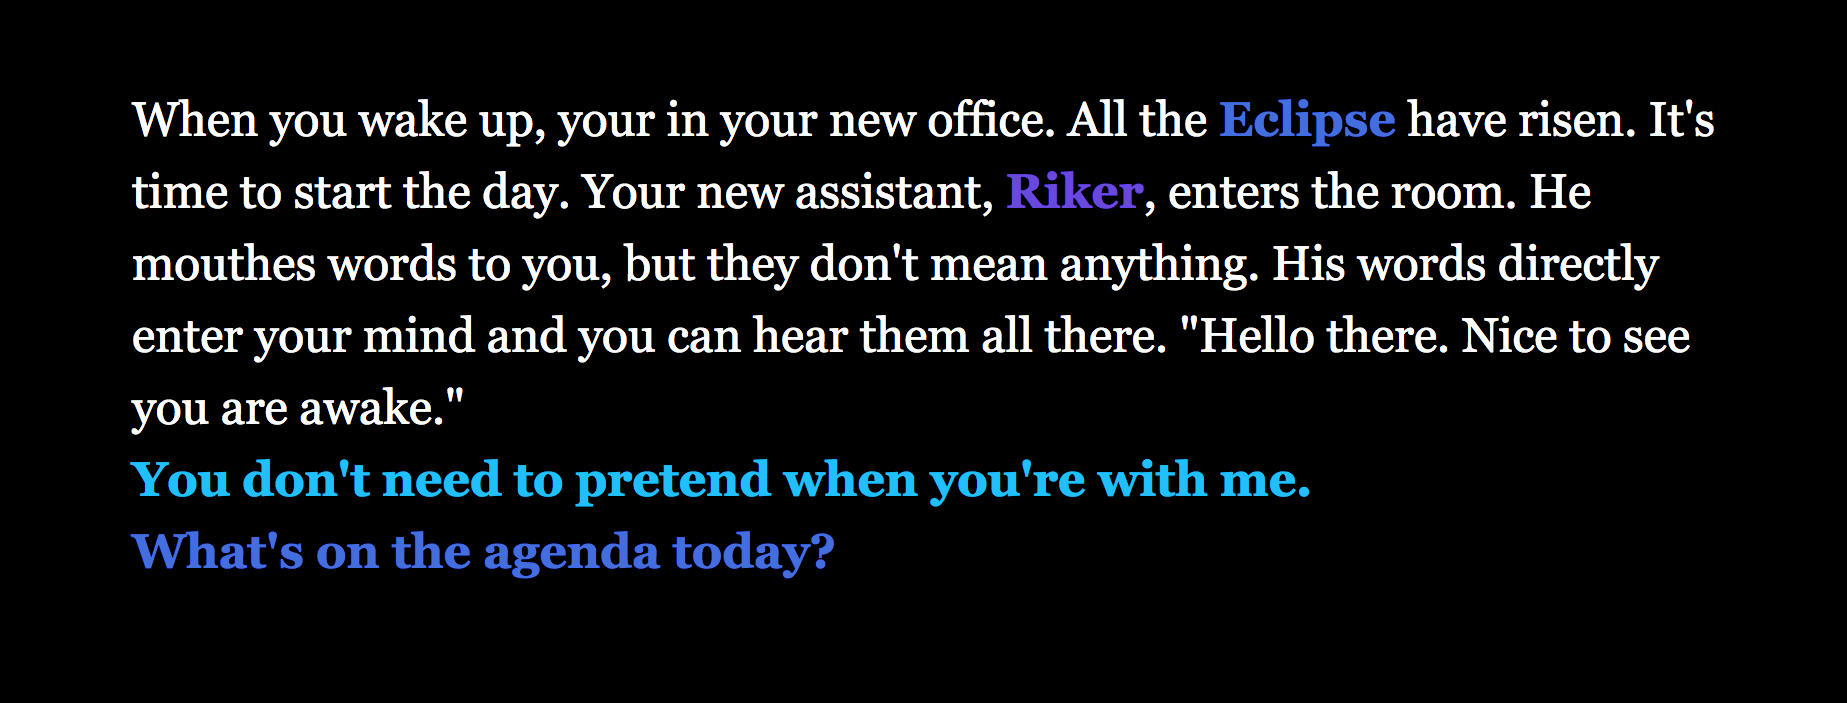 When you wake up, your in your new office. All the Eclipse have risen. It's
time to start the day. Your new assistant, Riker, enters the room. He
mouthes words to you, but they don't mean anything. His words directly
enter your mind and you can hear them all there. "Hello there. Nice to see
you are awake."
You don't need to pretend when you're with me.
What's on the agenda today?